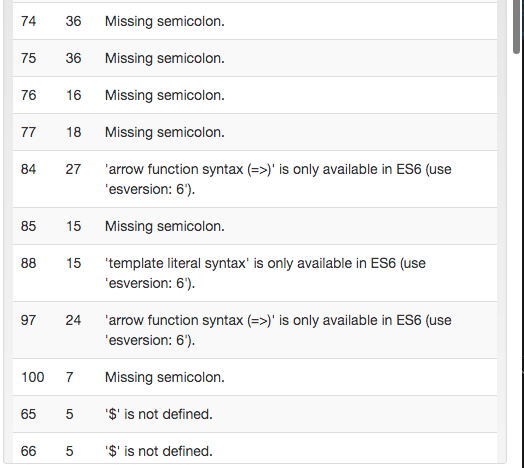 74 36 Missing semicolon.
75 36 Missing semicolon.
76 16 Missing semicolon.
77 18 Missing semicolon.
84 27 'arrow function syntax (=>)' is only available in ES6 (use
'esversion: 6').
85 15 Missing semicolon.
88 15 'template literal syntax' is only available in ES6 (use
'esversion: 6').
97 24 'arrow function syntax (=>)' is only available in ES6 (use
'esversion: 6').
100 7 Missing semicolon.
65 5 '$' is not defined.
66 5 '$' is not defined.